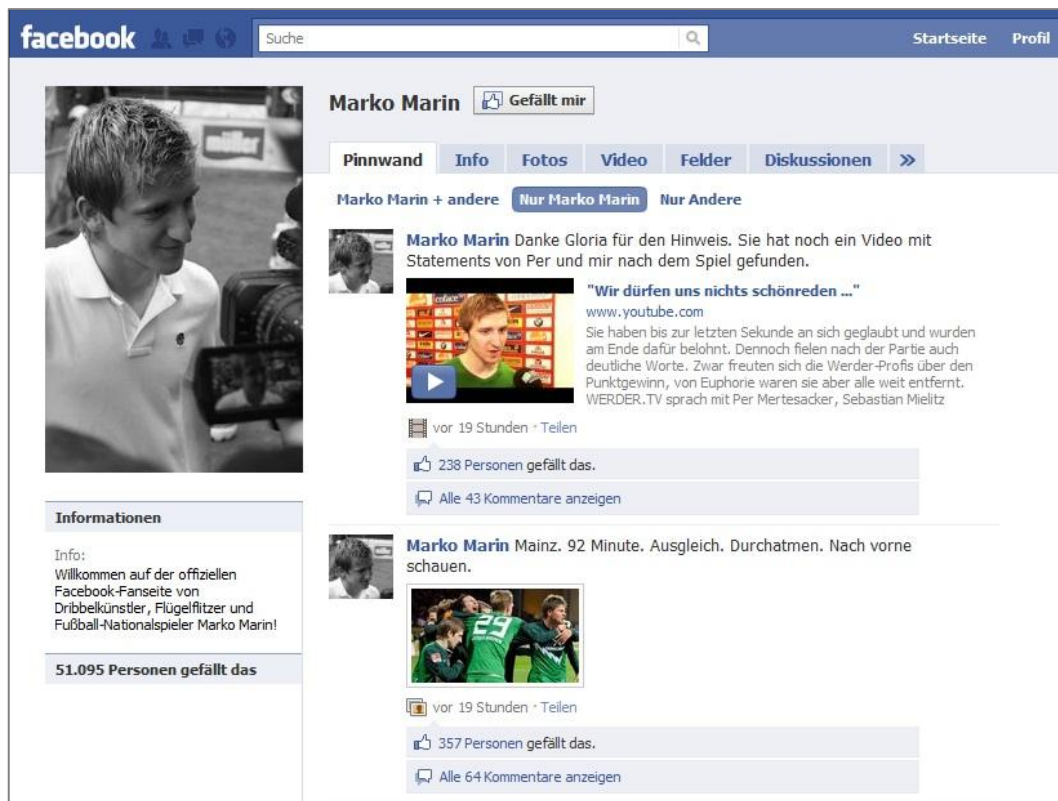 facebook
Suche
Startseite Profil
Marko Marin
Gefällt mir
Pinnwand Info Fotos Video Felder Diskussionen »
Marko Marin + andere Nur Marko Marin Nur Andere
müller
Marko Marin Danke Gloria für den Hinweis. Sie hat noch ein Video mit
Statements von Per und mir nach dem Spiel gefunden.
coface
"Wir dürfen uns nichts schönreden ..."
www.youtube.com
Sie haben bis zur letzten Sekunde an sich geglaubt und wurden
am Ende dafür belohnt. Dennoch fielen nach der Partie auch
deutliche Worte. Zwar freuten sich die Werder-Profis über den
Punktgewinn, von Euphorie waren sie aber alle weit entfernt.
WERDER.TV sprach mit Per Mertesacker, Sebastian Mielitz
vor 19 Stunden · Teilen
238 Personen gefällt das.
Alle 43 Kommentare anzeigen
Informationen
Info:
Willkommen auf der offiziellen
Facebook-Fanseite von
Dribbelkünstler, Flügelflitzer und
Fußball-Nationalspieler Marko Marin!
51.095 Personen gefällt das
Marko Marin Mainz. 92 Minute. Ausgleich. Durchatmen. Nach vorne
schauen.
29
vor 19 Stunden · Teilen
357 Personen gefällt das.
Alle 64 Kommentare anzeigen